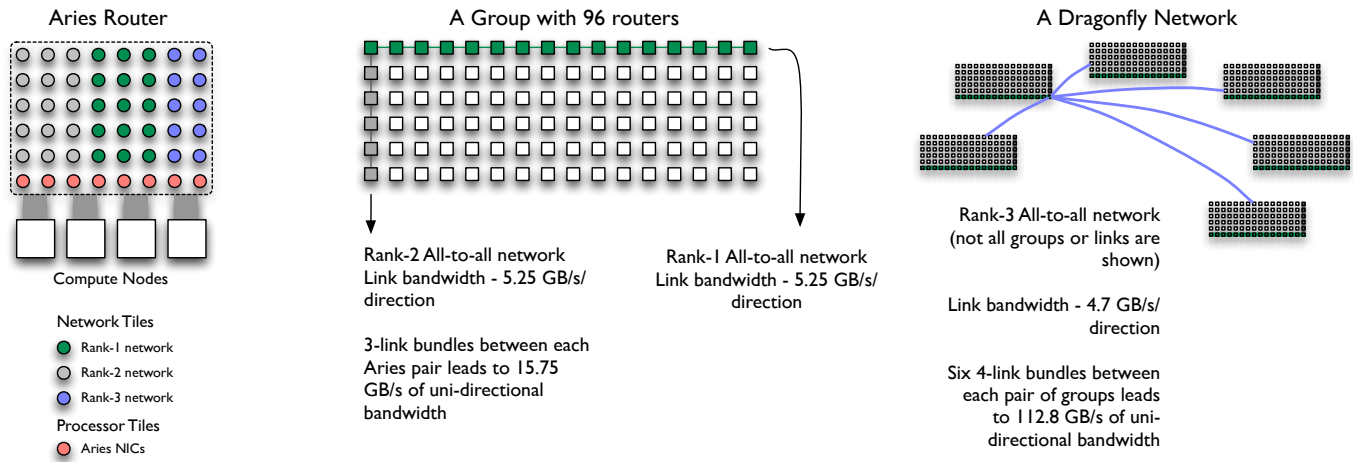 Aries Router
Compute Nodes
Network Tiles
Rank-1 network
Rank-2 network
Rank-3 network
Processor Tiles
Aries NICs
A Group with 96 routers
Rank-2 All-to-all network
Link bandwidth - 5.25 GB/s/
direction
3-link bundles between each
Aries pair leads to 15.75
GB/s of uni-directional
bandwidth
Rank-1 All-to-all network
Link bandwidth - 5.25 GB/s/
direction
A Dragonfly Network
Rank-3 All-to-all network
(not all groups or links are
shown)
Link bandwidth - 4.7 GB/s/
direction
Six 4-link bundles between
each pair of groups leads
to 112.8 GB/s of uni-
directional bandwidth